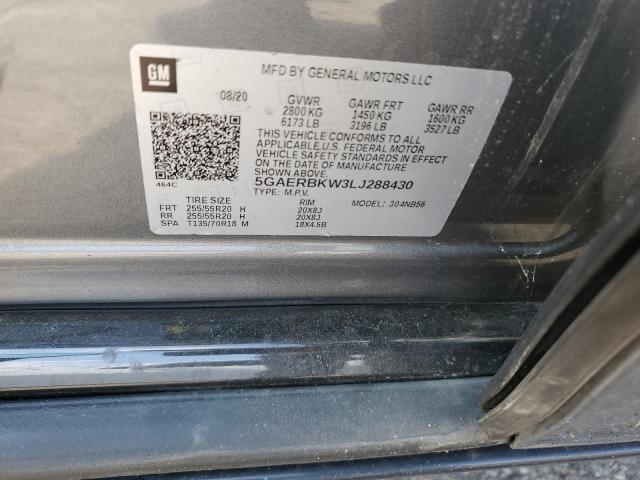 GM
MFD BY GENERAL MOTORS LLC
08/20 GVWR GAWR FRT GAWR RR
2800 KG 1450 KG 1600 KG
6173 LB 3196 LB 3527 LB
THIS VEHICLE CONFORMS TO ALL
APPLICABLE U.S. FEDERAL MOTOR
VEHICLE SAFETY STANDARDS IN EFFECT
ON THE DATE OF MANUFACTURE
SHOWN ABOVE.
5GAERBKW3LJ288430
464C TYPE: M.P.V. MODEL: 304NB56
TIRE SIZE RIM
FRT 255/55R20 H 20X8J
RR 255/55R20 H 20X8J
SPA T135/70R18 M 18X4.5B